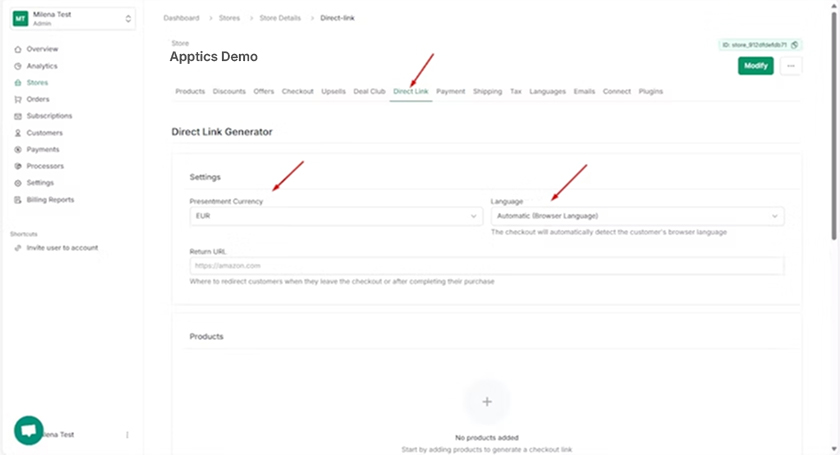 MT Milena Test
Admin
Overview
Analytics
Stores
Orders
Subscriptions
Customers
Payments
Processors
Settings
Billing Reports
Shortcuts
Invite user to account
Milena Test
Dashboard > Stores > Store Details > Direct-link
Store
Apptics Demo
Modify
Products Discounts Offers Checkout Upsells Deal Club Direct Link Payment Shipping Tax Languages Emails Connect Plugins
Direct Link Generator
Settings
Presentment Currency Language
EUR Automatic (Browser Language)
The checkout will automatically detect the customer's browser language
Return URL
https://amazon.com
Where to redirect customers when they leave the checkout or after completing their purchase
Products
No products added
Start by adding products to generate a checkout link